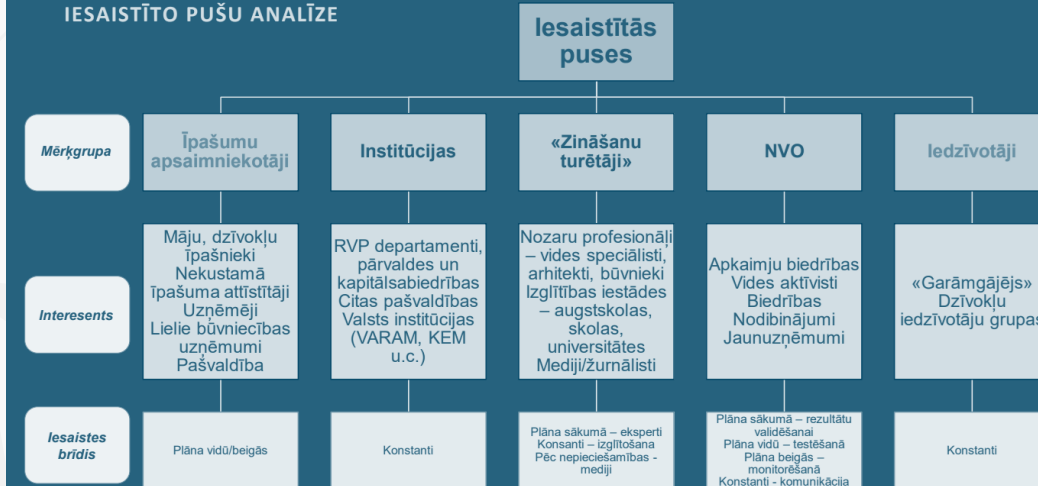 IESAISTĪTO PUŠU ANALĪZE
Iesaistītās
puses
Mērķgrupa
Īpašumu
apsaimniekotāji
Institūcijas
«Zināšanu
turētāji»
NVO
Iedzīvotāji
Interesents
Māju, dzīvokļu
īpašnieki
Nekustamā
īpašuma attīstītāji
Uzņēmēji
Lielie būvniecības
uzņēmumi
Pašvaldība
RVP departamenti,
pārvaldes un
kapitālsabiedrības
Citas pašvaldības
Valsts institūcijas
(VARAM, KEM
u.c.)
Nozaru profesionāļi
– vides speciālisti,
arhitekti, būvnieki
Izglītības iestādes
– augstskolas,
skolas,
universitātes
Mediji/žurnālisti
Apkaimju biedrības
Vides aktīvisti
Biedrības
Nodibinājumi
Jaunuzņēmumi
«Garāmgājējs»
Dzīvokļu
iedzīvotāju grupas
Iesaistes
brīdis
Plāna vidū/beigās
Konstanti
Plāna sākumā – eksperti
Konsanti – izglītošana
Pēc nepieciešamības -
mediji
Plāna sākumā – rezultātu
validēšanai
Plāna vidū – testēšanā
Plāna beigās –
monitorēšanā
Konstanti - komunikācija
Konstanti